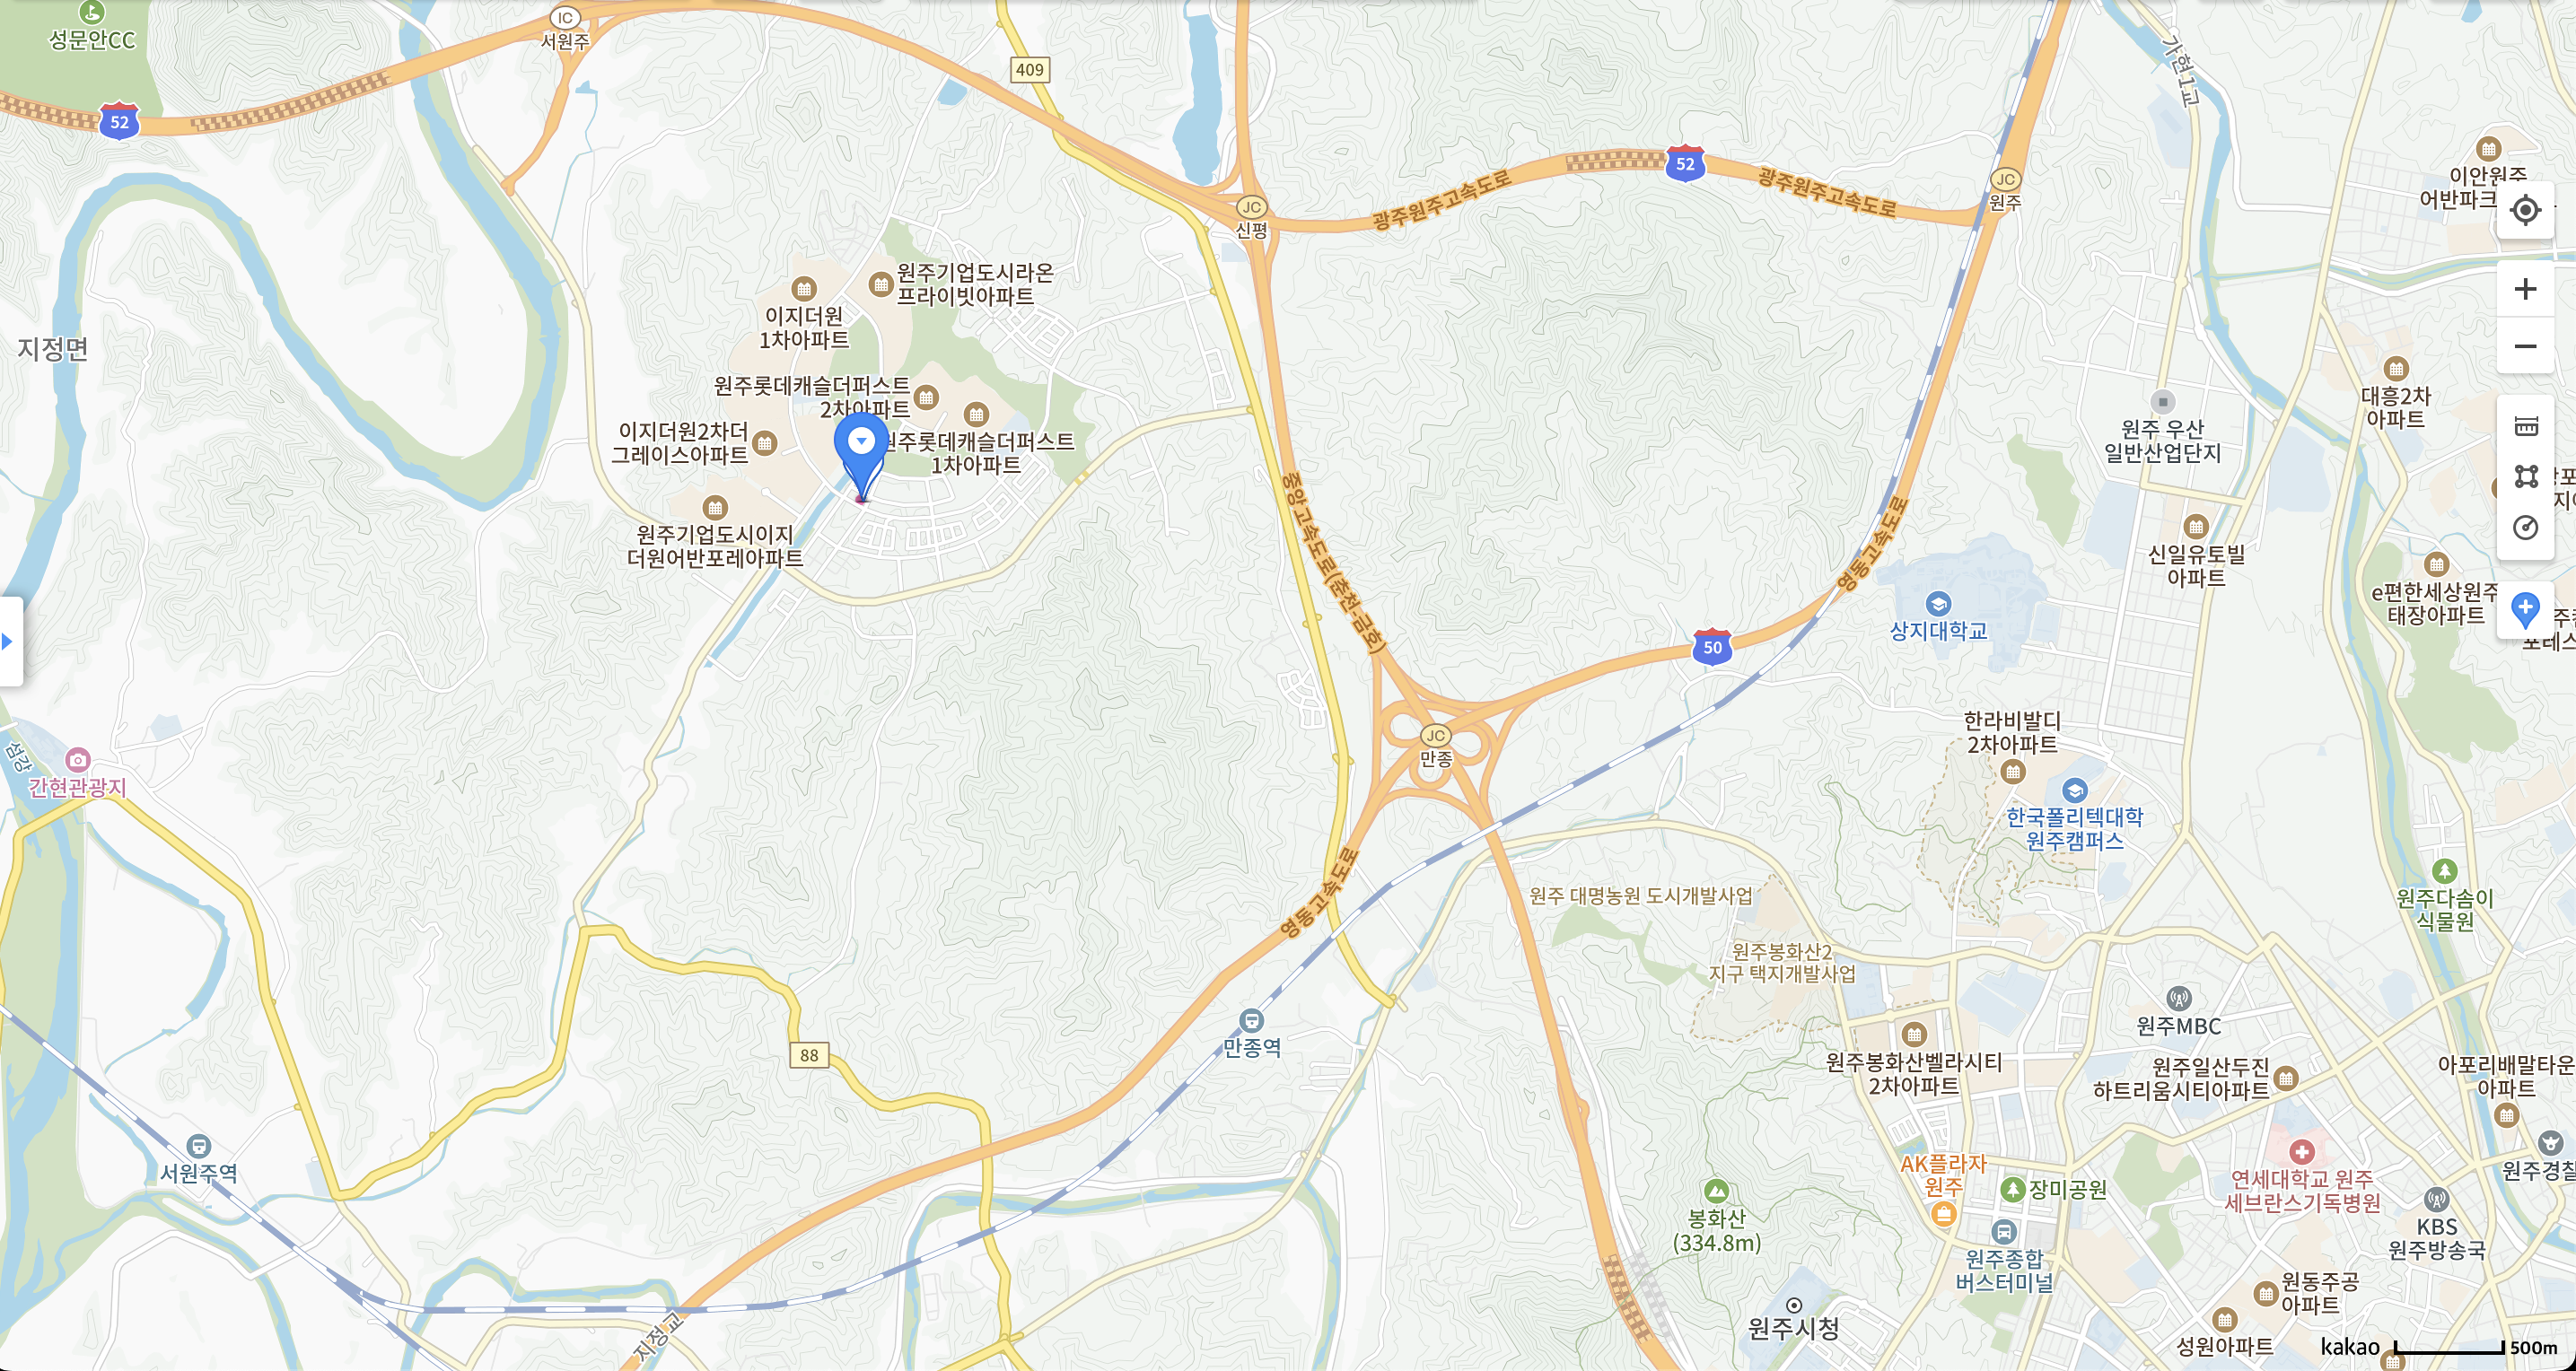 성문안CC
IC
서원주
52
409
가현1교
52
광주원주고속도로
광주원주고속도로
JC
원주
JC
신평
이안원주
어반파크
원주기업도시라온
프라이빗아파트
이지더원
1차아파트
지정면
원주롯데캐슬더퍼스트
2차아파트
원주롯데캐슬더퍼스트
1차아파트
이지더원2차더
그레이스아파트
원주기업도시이지
더원어반포레아파트
대흥2차
아파트
원주 우산
일반산업단지
중앙고속도로(춘천-금호)
영동고속도로
신일유토빌
아파트
e편한세상원주
태장아파트
포레스
상지대학교
50
JC
만종
한라비발디
2차아파트
한국폴리텍대학
원주캠퍼스
섬강
간현관광지
영동고속도로
원주 대명농원 도시개발사업
원주봉화산2
지구 택지개발사업
원주다솜이
식물원
원주MBC
만종역
88
원주봉화산벨라시티
2차아파트
원주일산두진
하트리움시티아파트
아포리배말타운
아파트
서원주역
AK플라자
원주
장미공원
연세대학교 원주
세브란스기독병원
원주경찰
KBS
원주방송국
봉화산
(334.8m)
원주종합
버스터미널
원동주공
아파트
지정교
원주시청
성원아파트
kakao
500m